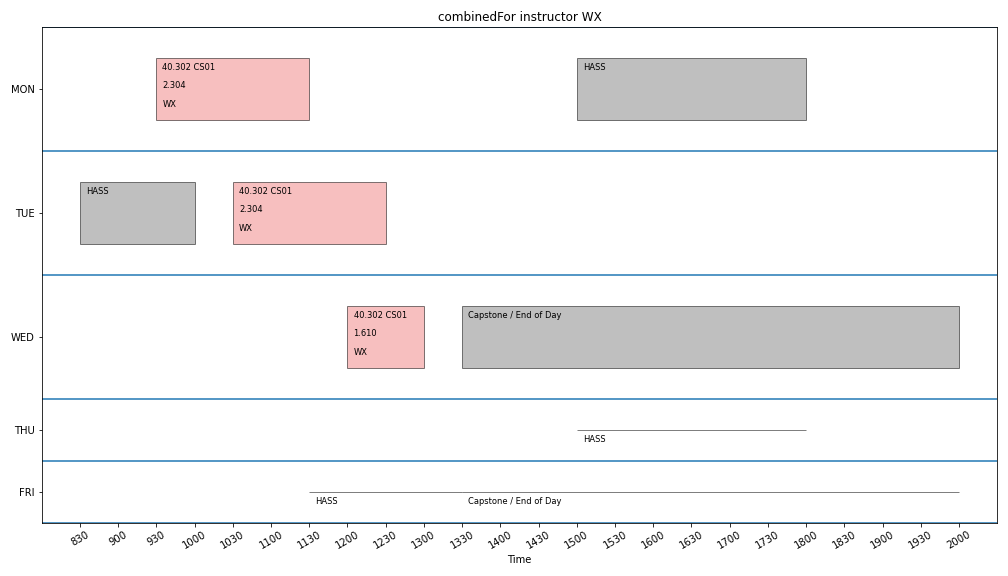 combinedFor instructor WX
MON
40.302 CS01
2.304
WX
HASS
TUE
HASS
40.302 CS01
2.304
WX
WED
40.302 CS01
1.610
WX
Capstone / End of Day
THU
HASS
FRI
HASS
Capstone / End of Day
830 900 930 1000 1030 1100 1130 1200 1230 1300 1330 1400 1430 1500 1530 1600 1630 1700 1730 1800 1830 1900 1930 2000
Time